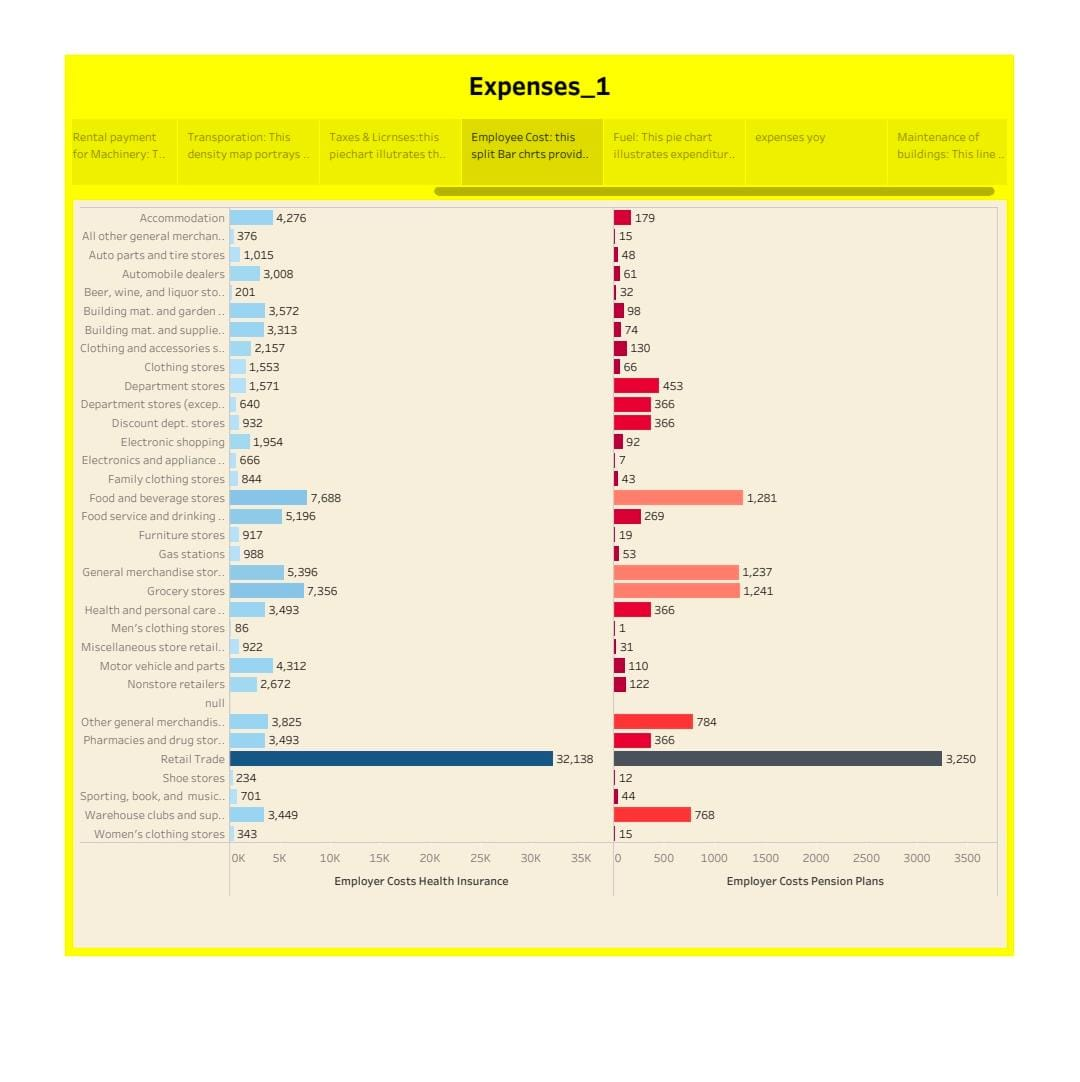 Expenses_1
Rental payment
for Machinery: T..
Transporation: This
density map portrays ..
Taxes & Licrnses:this
piechart illutrates th..
Employee Cost: this
split Bar chrts provid..
Fuel: This pie chart
illustrates expenditur..
expenses yoy
Maintenance of
buildings: This line ..
Accommodation 4,276 179
All other general merchan.. 376 15
Auto parts and tire stores 1,015 48
Automobile dealers 3,008 61
Beer, wine, and liquor sto.. 201 32
Building mat. and garden .. 3,572 98
Building mat. and supplie.. 3,313 74
Clothing and accessories s.. 2,157 130
Clothing stores 1,553 66
Department stores 1,571 453
Department stores (excep.. 640 366
Discount dept. stores 932 366
Electronic shopping 1,954 92
Electronics and appliance .. 666 7
Family clothing stores 844 43
Food and beverage stores 7,688 1,281
Food service and drinking .. 5,196 269
Furniture stores 917 19
Gas stations 988 53
General merchandise stor.. 5,396 1,237
Grocery stores 7,356 1,241
Health and personal care .. 3,493 366
Men's clothing stores 86 1
Miscellaneous store retail.. 922 31
Motor vehicle and parts 4,312 110
Nonstore retailers 2,672 122
null
Other general merchandis.. 3,825 784
Pharmacies and drug stor.. 3,493 366
Retail Trade 32,138 3,250
Shoe stores 234 12
Sporting, book, and music.. 701 44
Warehouse clubs and sup.. 3,449 768
Women's clothing stores 343 15
0K 5K 10K 15K 20K 25K 30K 35K 0 500 1000 1500 2000 2500 3000 3500
Employer Costs Health Insurance Employer Costs Pension Plans